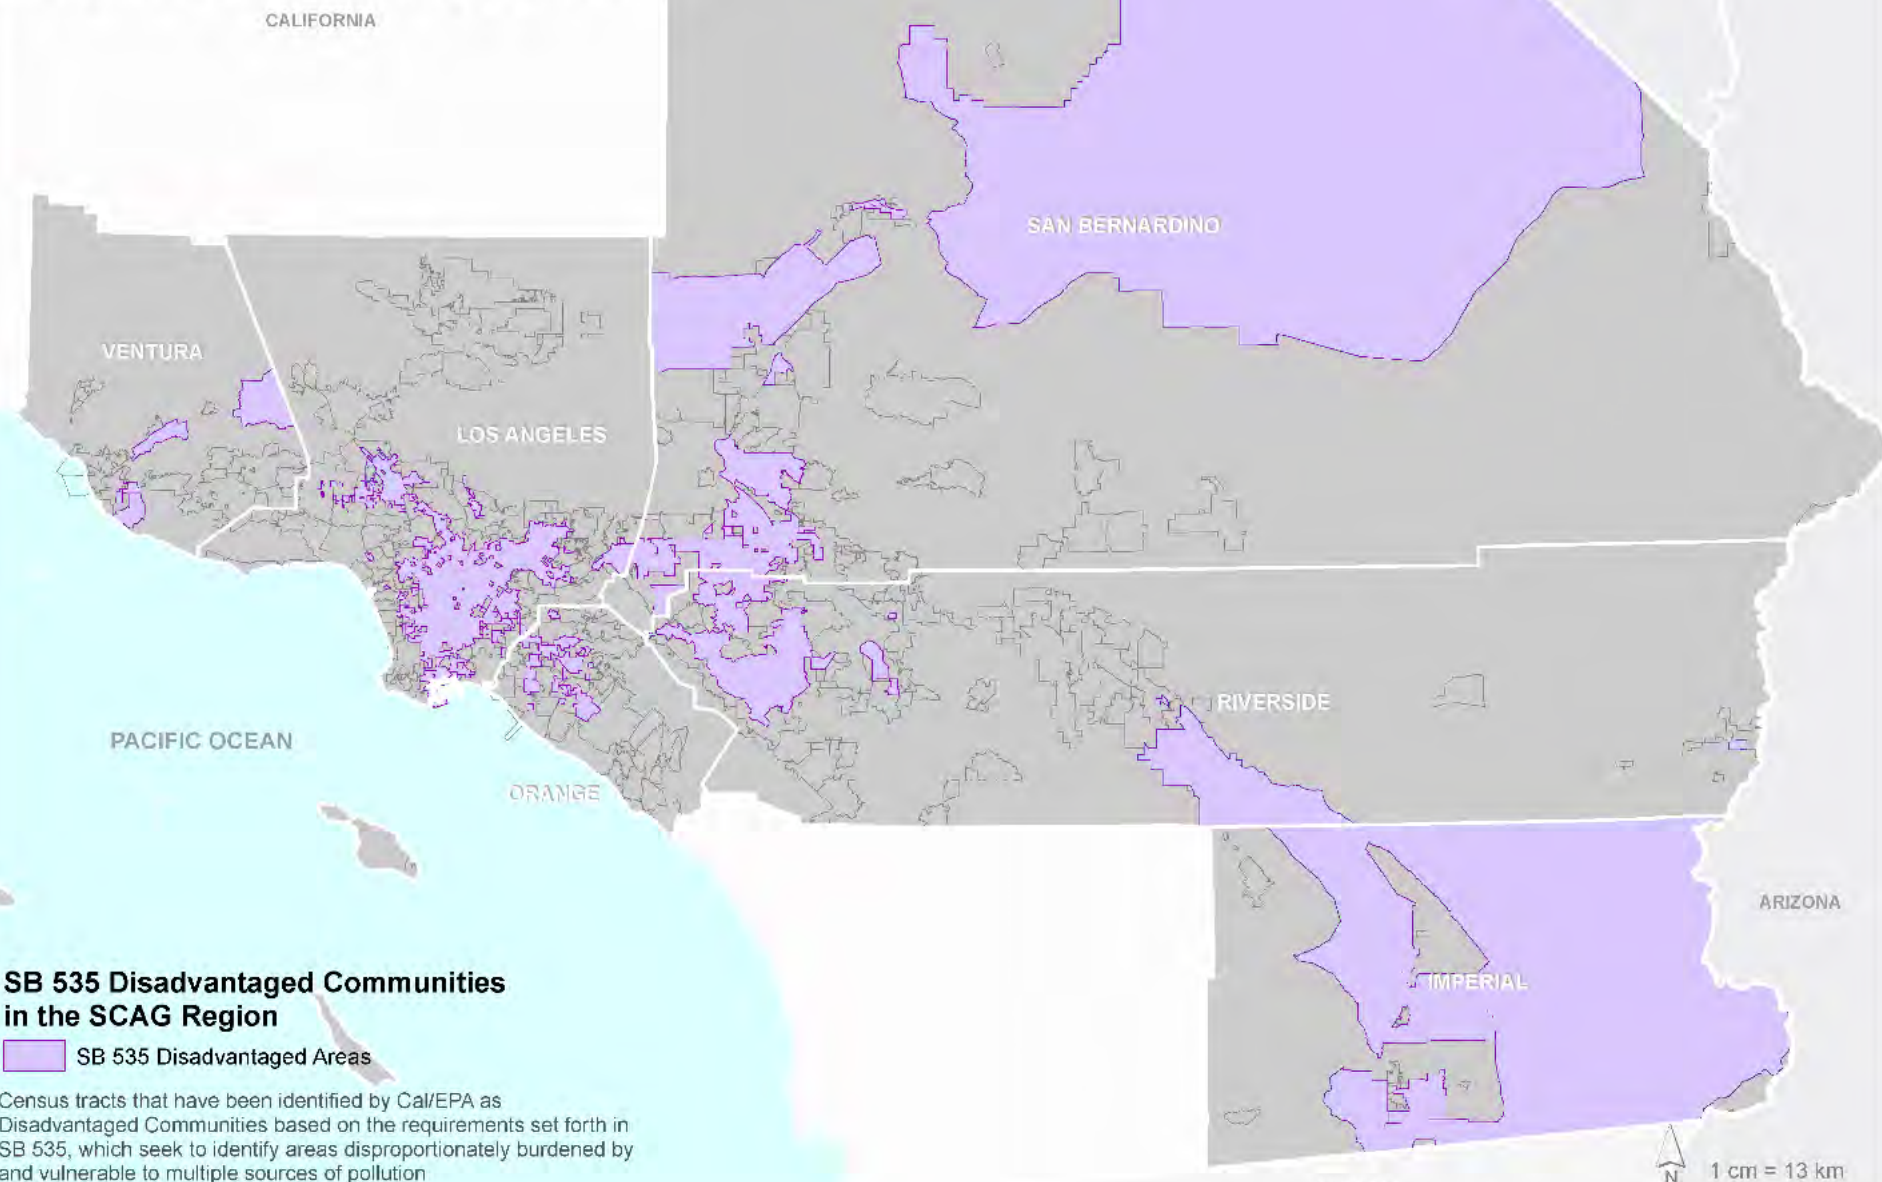 CALIFORNIA
SAN BERNARDINO
VENTURA
LOS ANGELES
RIVERSIDE
PACIFIC OCEAN
ORANGE
ARIZONA
IMPERIAL
SB 535 Disadvantaged Communities
in the SCAG Region
SB 535 Disadvantaged Areas
Census tracts that have been identified by Cal/EPA as
Disadvantaged Communities based on the requirements set forth in
SB 535, which seek to identify areas disproportionately burdened by
and vulnerable to multiple sources of pollution
N
1 cm = 13 km